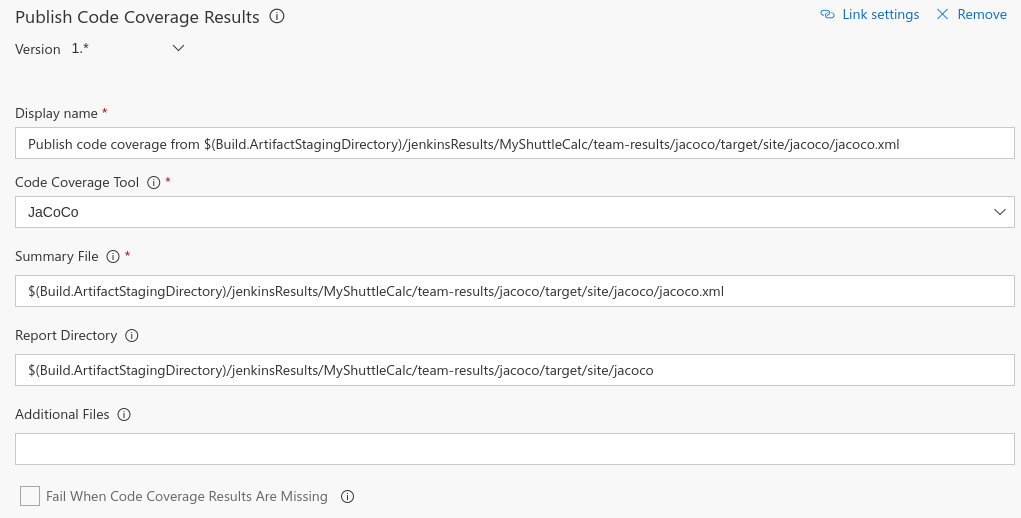 Publish Code Coverage Results
Link settings
Remove
Version 1.*
Display name *
Publish code coverage from $(Build.ArtifactStagingDirectory)/jenkinsResults/MyShuttleCalc/team-results/jacoco/target/site/jacoco/jacoco.xml
Code Coverage Tool *
JaCoCo
Summary File *
$(Build.ArtifactStagingDirectory)/jenkinsResults/MyShuttleCalc/team-results/jacoco/target/site/jacoco/jacoco.xml
Report Directory
$(Build.ArtifactStagingDirectory)/jenkinsResults/MyShuttleCalc/team-results/jacoco/target/site/jacoco
Additional Files
Fail When Code Coverage Results Are Missing